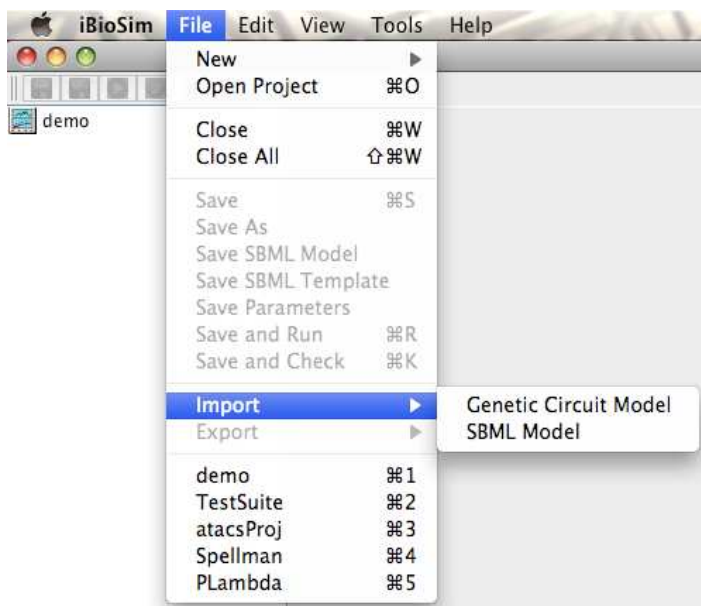 iBioSim File Edit View Tools Help
New
Open Project ⌘O
demo
Close ⌘W
Close All ⇧⌘W
Save ⌘S
Save As
Save SBML Model
Save SBML Template
Save Parameters
Save and Run ⌘R
Save and Check ⌘K
Import Genetic Circuit Model
Export SBML Model
demo ⌘1
TestSuite ⌘2
atacsProj ⌘3
Spellman ⌘4
PLambda ⌘5